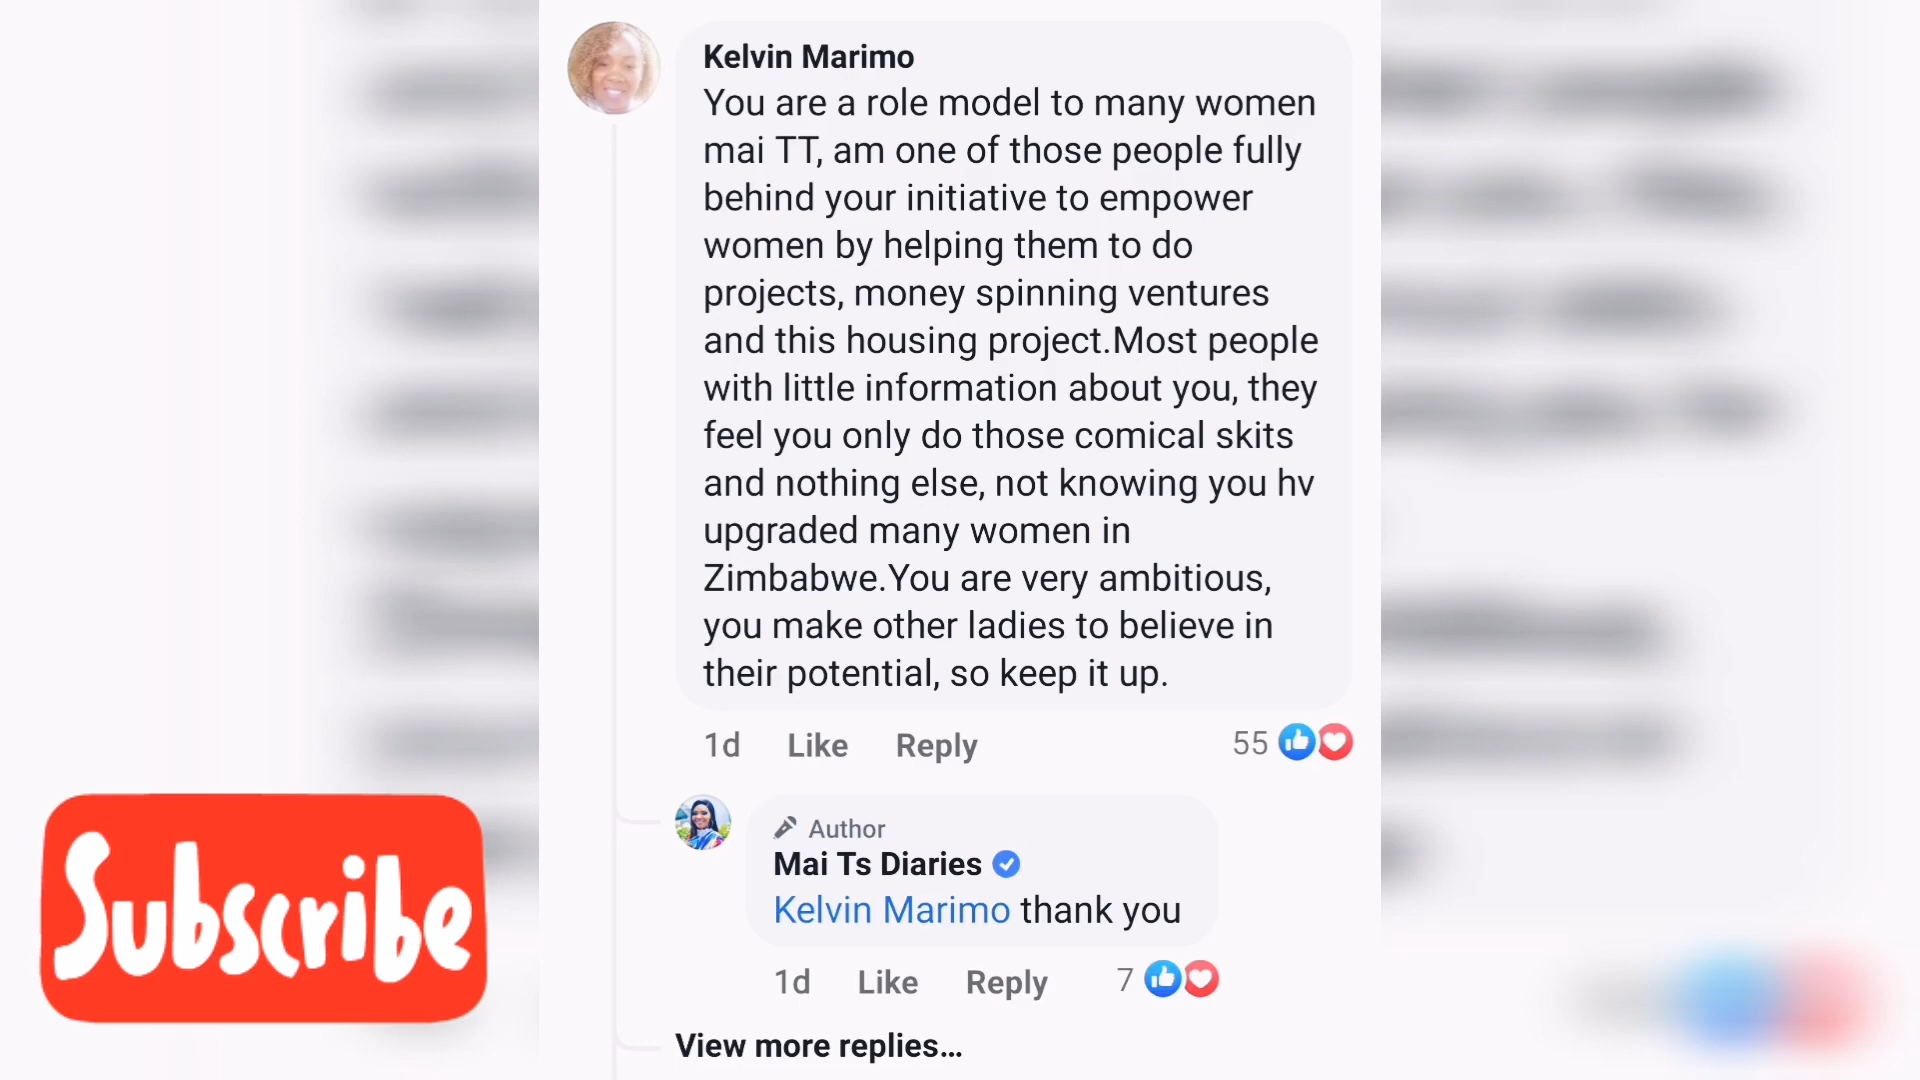 Kelvin Marimo
You are a role model to many women
mai TT, am one of those people fully
behind your initiative to empower
women by helping them to do
projects, money spinning ventures
and this housing project.Most people
with little information about you, they
feel you only do those comical skits
and nothing else, not knowing you hv
upgraded many women in
Zimbabwe.You are very ambitious,
you make other ladies to believe in
their potential, so keep it up.
1d Like Reply 55
Author
Mai Ts Diaries
Kelvin Marimo thank you
1d Like Reply 7
View more replies...
Subscribe